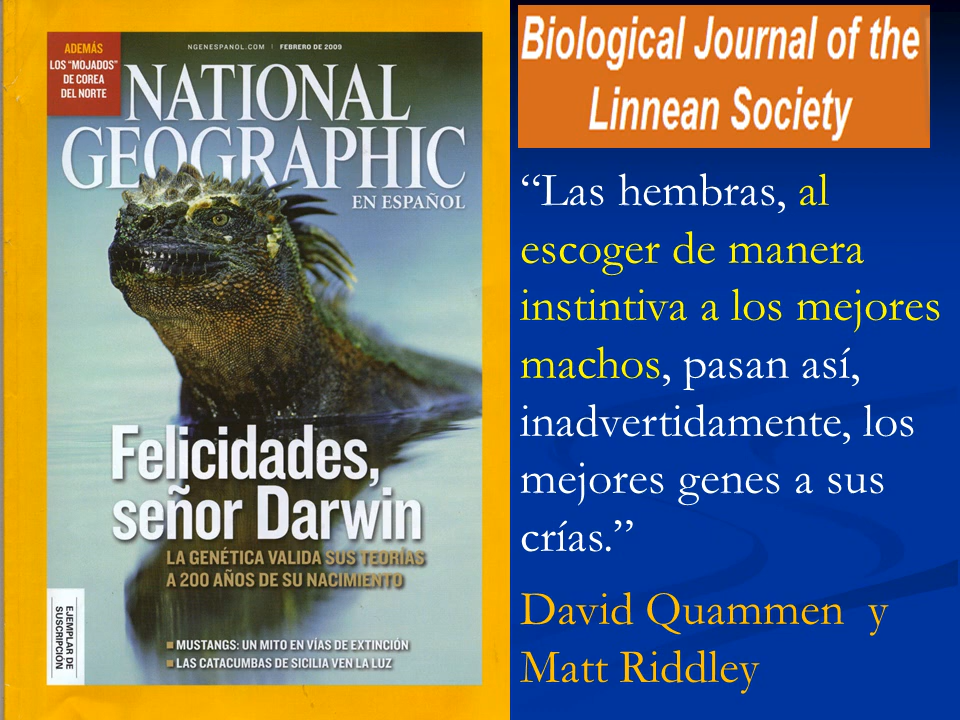 ADEMÁS
LOS “MOJADOS”
DE COREA
DEL NORTE
NGENESPANOL.COM | FEBRERO DE 2009
NATIONAL
GEOGRAPHIC
EN ESPAÑOL
Felicidades,
señor Darwin
LA GENÉTICA VALIDA SUS TEORÍAS
A 200 AÑOS DE SU NACIMIENTO
EJEMPLAR DE
SUSCRIPCIÓN
MUSTANGS: UN MITO EN VÍAS DE EXTINCIÓN
LAS CATACUMBAS DE SICILIA VEN LA LUZ
Biological Journal of the
Linnean Society
“Las hembras, al
escoger de manera
instintiva a los mejores
machos, pasan así,
inadvertidamente, los
mejores genes a sus
crías.”
David Quammen y
Matt Riddley